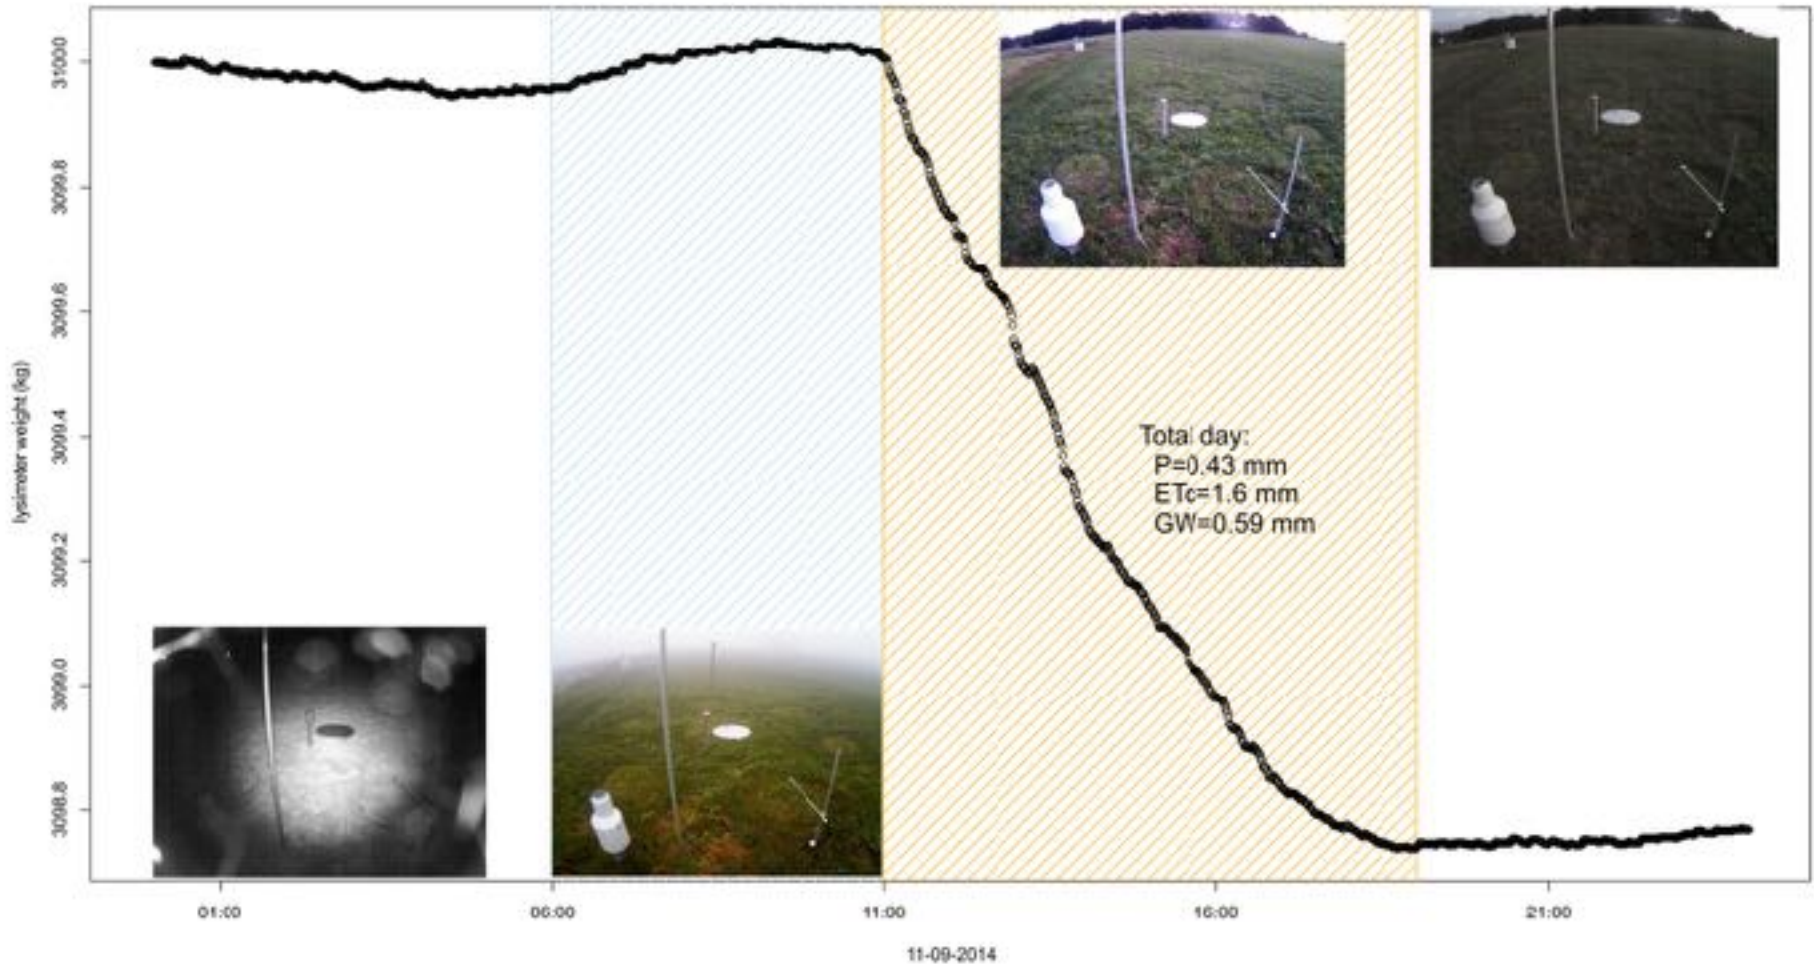 3100.0
3099.8
3099.6
3099.4
3099.2
3099.0
3098.8
lysimeter weight (kg)
Total day:
P=0.43 mm
ETc=1.6 mm
GW=0.59 mm
01:00
06:00
11:00
16:00
21:00
11-09-2014